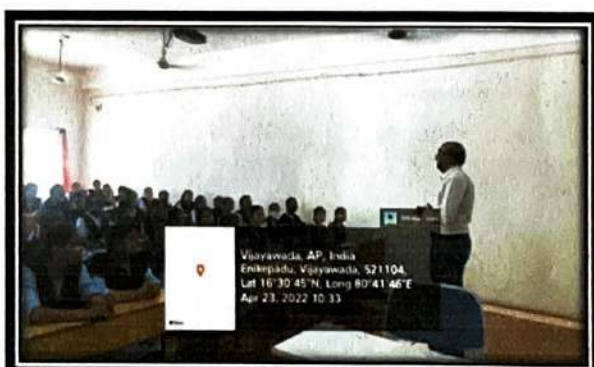 Vijayawada, AP, India
Enikepadu, Vijayawada, 521104,
Lat 16°30'45"N, Long 80°41'46"E
Apr 23, 2022 10:33